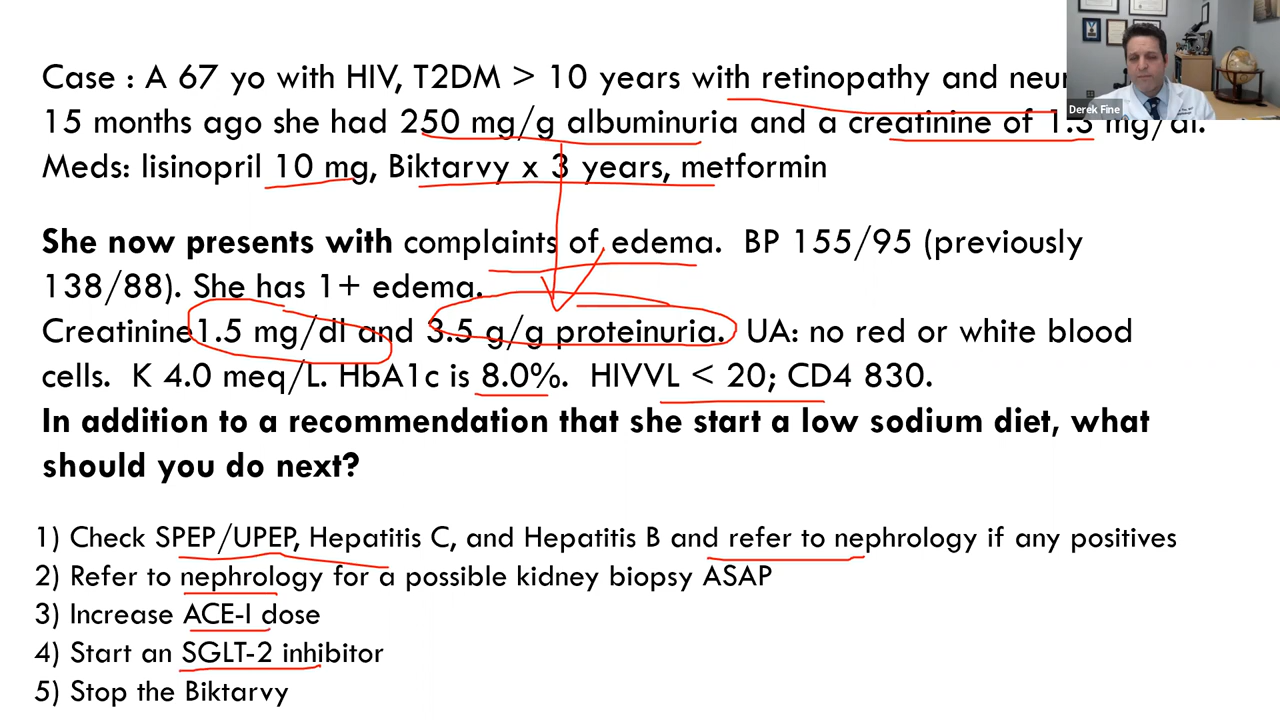 Case : A 67 yo with HIV, T2DM > 10 years with retinopathy and
Derek Fine
15 months ago she had 250 mg/g albuminuria and a creatinine of 1.3 mg/dl.
Meds: lisinopril 10 mg, Biktarvy x 3 years, metformin
She now presents with complaints of edema. BP 155/95 (previously
138/88). She has 1+ edema.
Creatinine1.5 mg/dl and 3.5 g/g proteinuria. UA: no red or white blood
cells. K 4.0 meq/L. HbA1c is 8.0%. HIVVL < 20; CD4 830.
In addition to a recommendation that she start a low sodium diet, what
should you do next?
1) Check SPEP/UPEP, Hepatitis C, and Hepatitis B and refer to nephrology if any positives
2) Refer to nephrology for a possible kidney biopsy ASAP
3) Increase ACE-I dose
4) Start an SGLT-2 inhibitor
5) Stop the Biktarvy